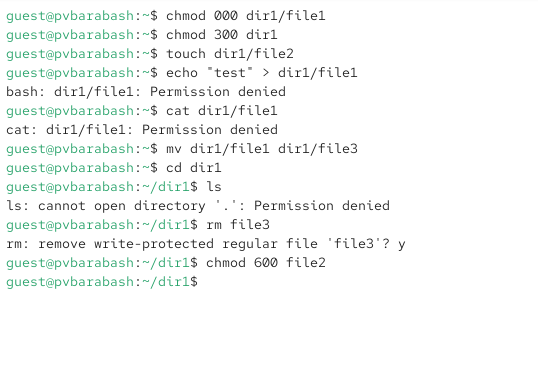 guest@pvbarabash:~$ chmod 000 dir1/file1
guest@pvbarabash:~$ chmod 300 dir1
guest@pvbarabash:~$ touch dir1/file2
guest@pvbarabash:~$ echo "test" > dir1/file1
bash: dir1/file1: Permission denied
guest@pvbarabash:~$ cat dir1/file1
cat: dir1/file1: Permission denied
guest@pvbarabash:~$ mv dir1/file1 dir1/file3
guest@pvbarabash:~$ cd dir1
guest@pvbarabash:~/dir1$ ls
ls: cannot open directory '.': Permission denied
guest@pvbarabash:~/dir1$ rm file3
rm: remove write-protected regular file 'file3'? y
guest@pvbarabash:~/dir1$ chmod 600 file2
guest@pvbarabash:~/dir1$